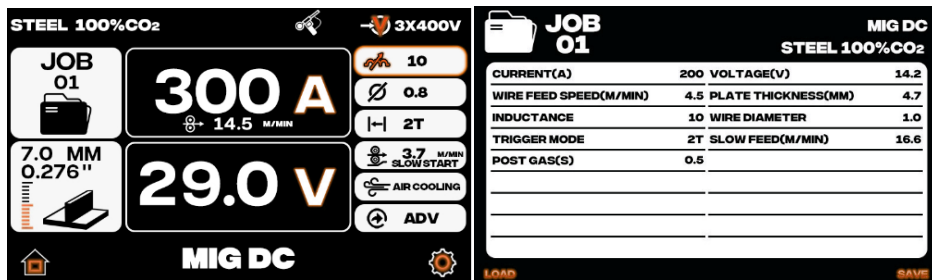 STEEL 100%CO2
3X400V
JOB
01
300 A
14.5 M/MIN
10
0.8
2T
7.0 MM
0.276"
29.0 V
3.7 M/MIN
SLOW START
AIR COOLING
ADV
MIG DC
JOB
01
MIG DC
STEEL 100%CO2
CURRENT(A) 200 VOLTAGE(V) 14.2
WIRE FEED SPEED(M/MIN) 4.5 PLATE THICKNESS(MM) 4.7
INDUCTANCE 10 WIRE DIAMETER 1.0
TRIGGER MODE 2T SLOW FEED(M/MIN) 16.6
POST GAS(S) 0.5
LOAD SAVE